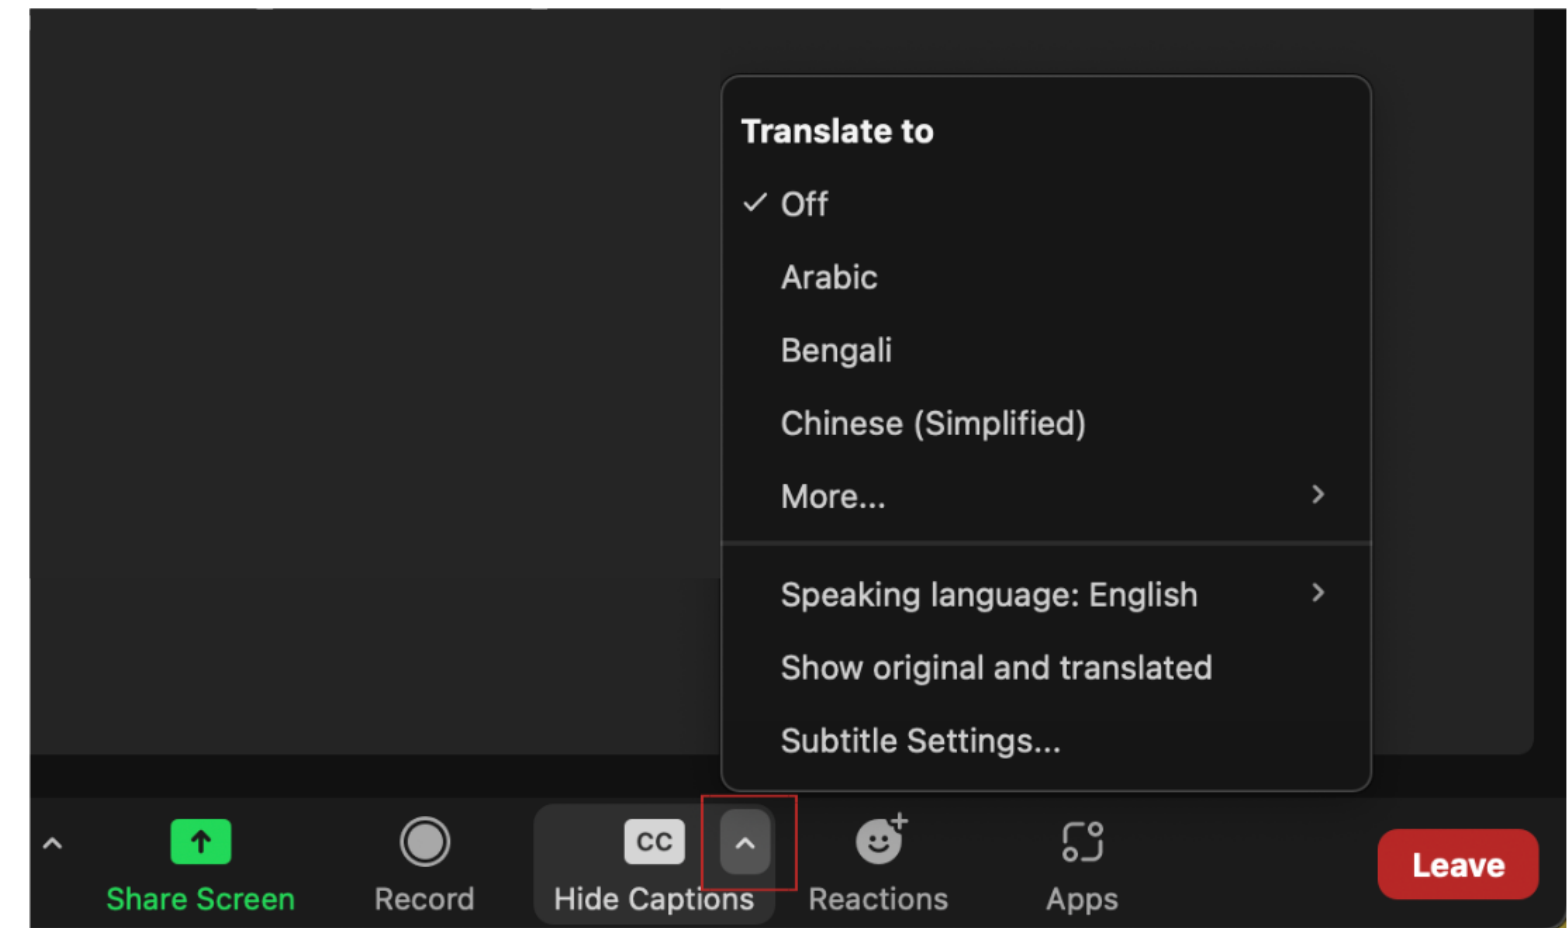 Translate to
Off
Arabic
Bengali
Chinese (Simplified)
More...
Speaking language: English
Show original and translated
Subtitle Settings...
CC
Share Screen
Record
Hide Captions
Reactions
Apps
Leave